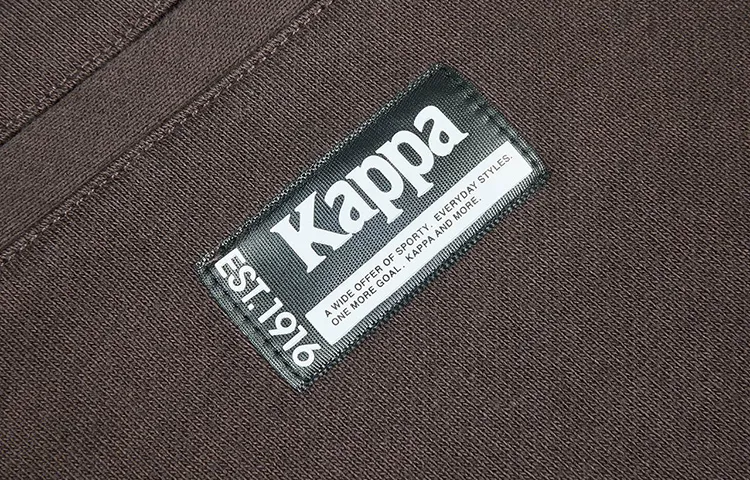 Kappa
A WIDE OFFER OF SPORTY. EVERYDAY STYLES.
ONE MORE GOAL. KAPPA AND MORE.
EST.1916